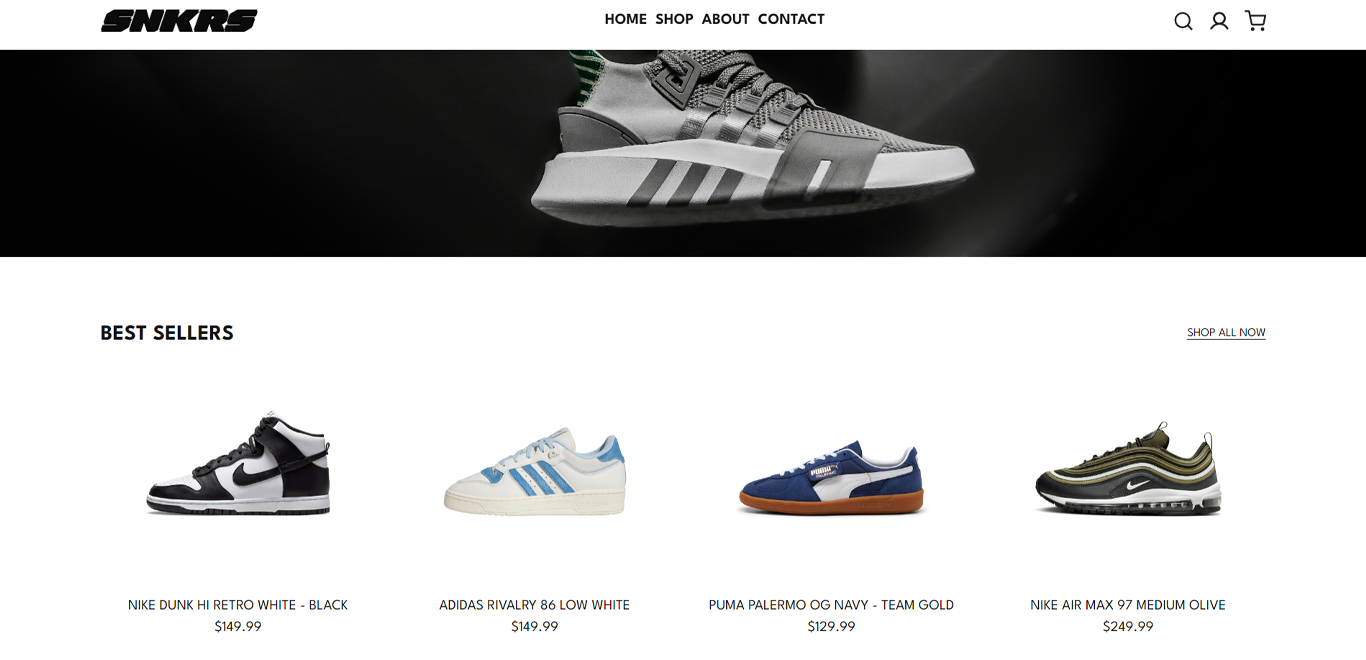 SNKRS
HOME SHOP ABOUT CONTACT
BEST SELLERS
SHOP ALL NOW
PUMA
NIKE DUNK HI RETRO WHITE - BLACK
$149.99
ADIDAS RIVALRY 86 LOW WHITE
$149.99
PUMA PALERMO OG NAVY - TEAM GOLD
$129.99
NIKE AIR MAX 97 MEDIUM OLIVE
$249.99